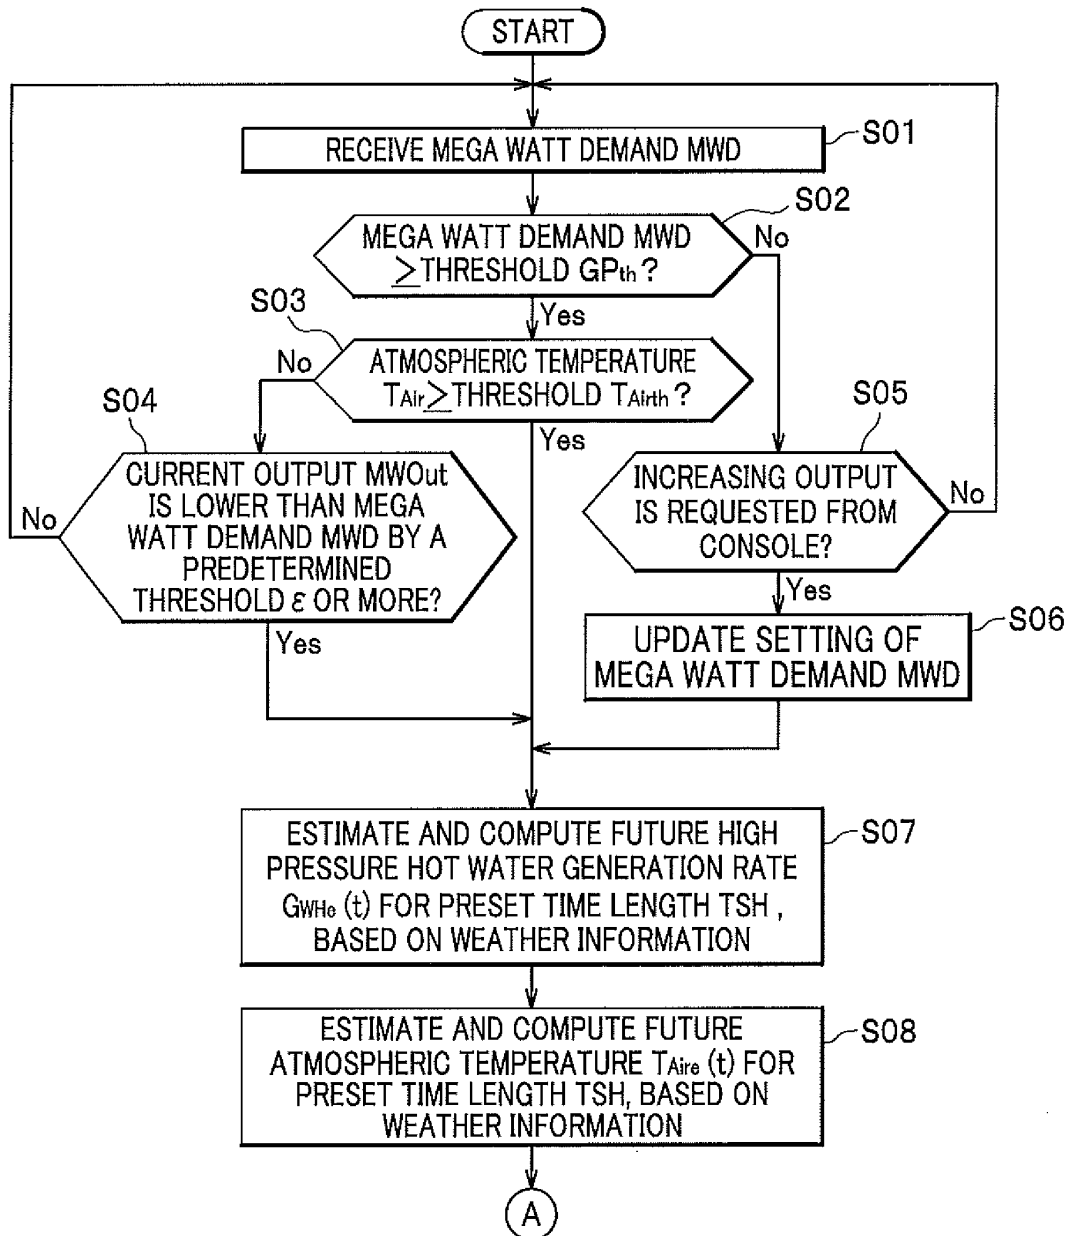 START
RECEIVE MEGA WATT DEMAND MWD
S01
MEGA WATT DEMAND MWD
≥THRESHOLD GPth?
S02
No
Yes
S03
ATMOSPHERIC TEMPERATURE
TAir≥THRESHOLD TAirth?
No
Yes
S04
CURRENT OUTPUT MWOut
IS LOWER THAN MEGA
WATT DEMAND MWD BY A
PREDETERMINED
THRESHOLD ε OR MORE?
No
Yes
S05
INCREASING OUTPUT
IS REQUESTED FROM
CONSOLE?
No
Yes
S06
UPDATE SETTING OF
MEGA WATT DEMAND MWD
ESTIMATE AND COMPUTE FUTURE HIGH
PRESSURE HOT WATER GENERATION RATE
GWHe (t) FOR PRESET TIME LENGTH TSH ,
BASED ON WEATHER INFORMATION
S07
ESTIMATE AND COMPUTE FUTURE
ATMOSPHERIC TEMPERATURE TAire (t) FOR
PRESET TIME LENGTH TSH, BASED ON
WEATHER INFORMATION
S08
A